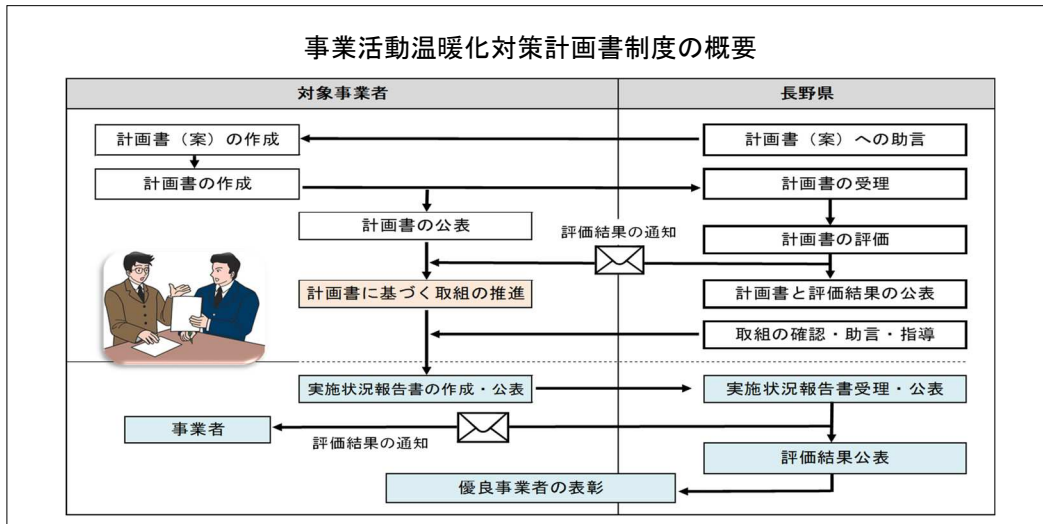 事業活動温暖化対策計画書制度の概要
対象事業者
長野県
計画書（案）の作成
計画書（案）への助言
計画書の作成
計画書の受理
計画書の公表
評価結果の通知
計画書の評価
計画書に基づく取組の推進
計画書と評価結果の公表
取組の確認・助言・指導
実施状況報告書の作成・公表
実施状況報告書受理・公表
事業者
評価結果の通知
評価結果公表
優良事業者の表彰